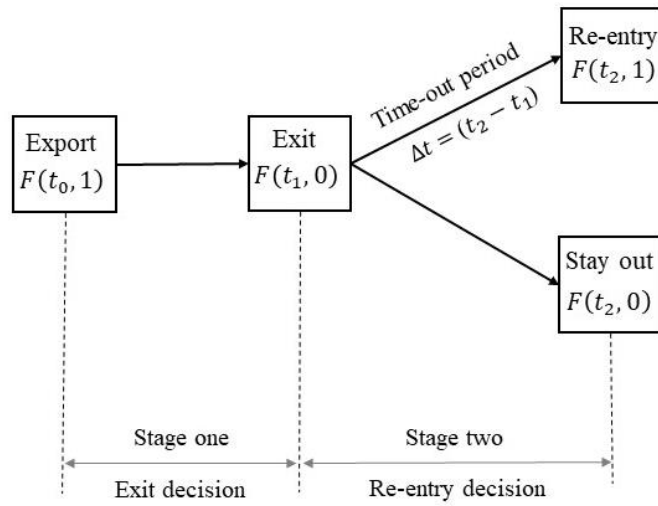 Export
F(t₀, 1)
Exit
F(t₁, 0)
Time-out period
Δt = (t₂ − t₁)
Re-entry
F(t₂, 1)
Stay out
F(t₂, 0)
Stage one
Stage two
Exit decision
Re-entry decision